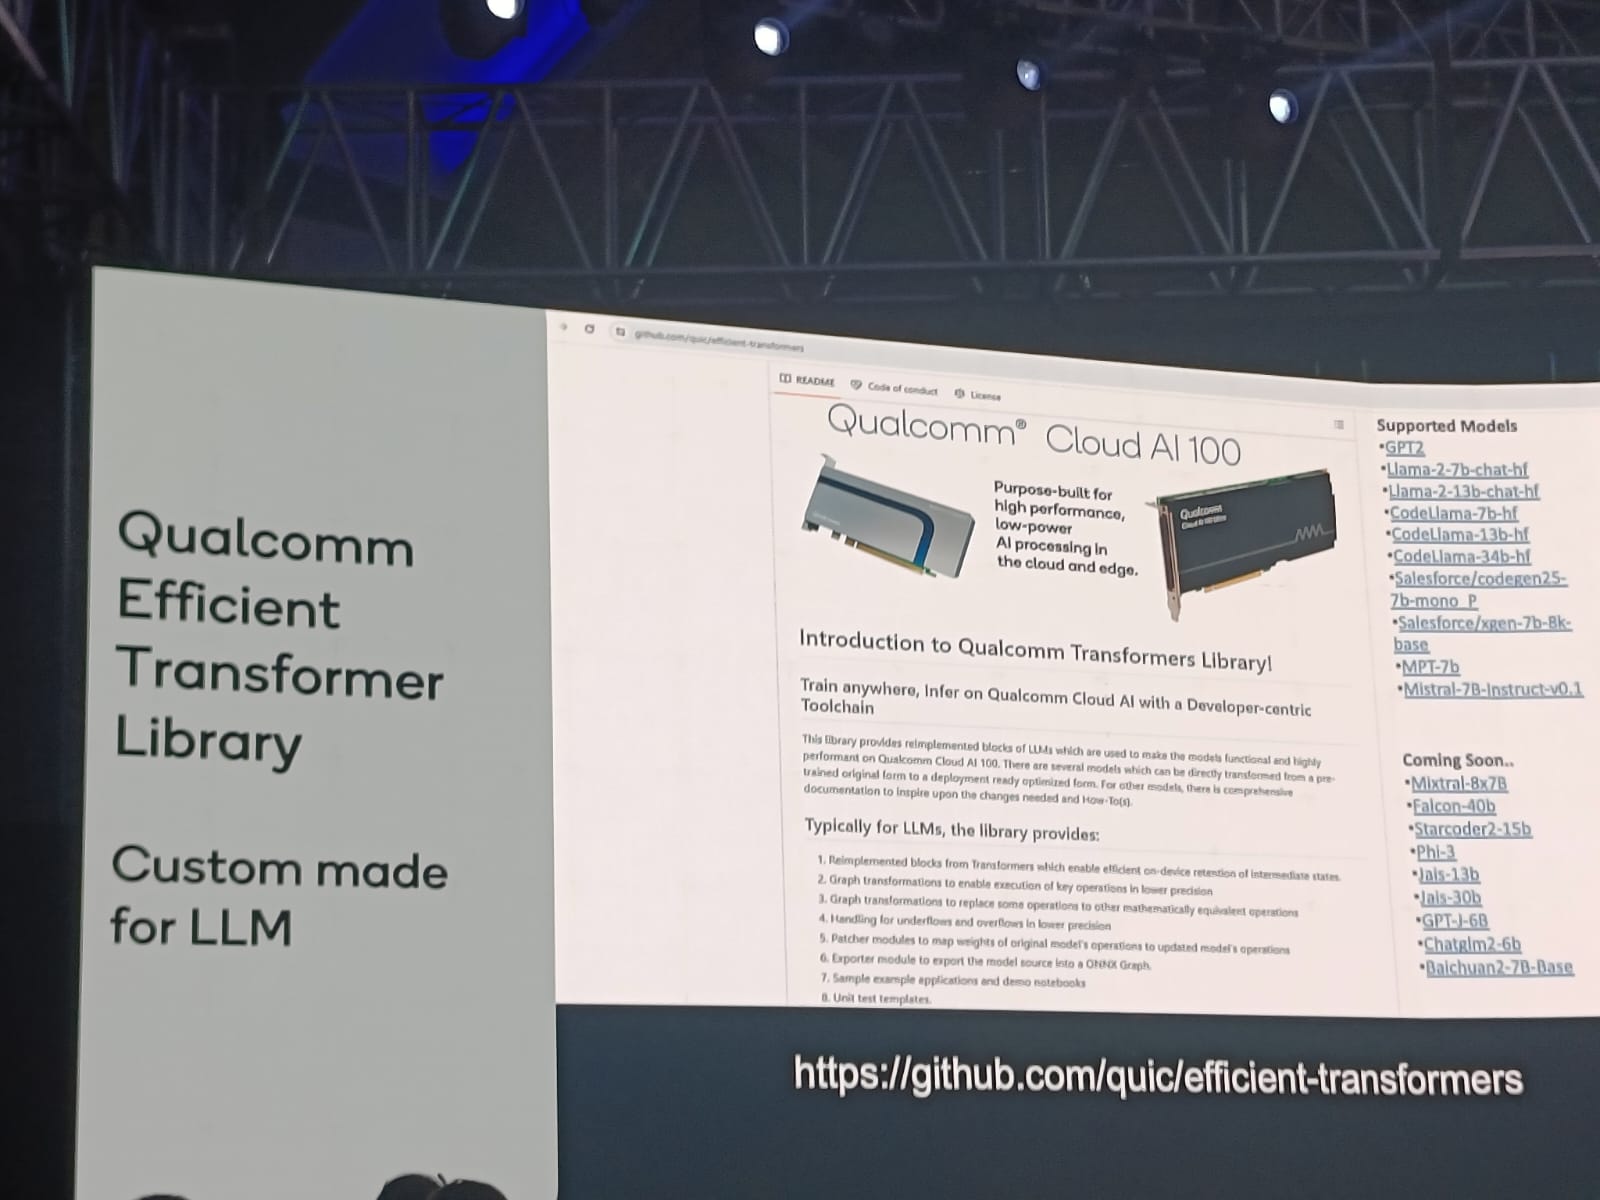 Qualcomm
Efficient
Transformer
Library
Custom made
for LLM
github.com/quic/efficient-transformers
README
Code of conduct
License
Qualcomm® Cloud AI 100
Purpose-built for
high performance,
low-power
AI processing in
the cloud and edge.
Qualcomm
Introduction to Qualcomm Transformers Library!
Train anywhere, Infer on Qualcomm Cloud AI with a Developer-centric
Toolchain
This library provides reimplemented blocks of LLMs which are used to make the models functional and highly
performant on Qualcomm Cloud AI 100. There are several models which can be directly transformed from a pre-
trained original form to a deployment ready optimized form. For other models, there is comprehensive
documentation to inspire upon the changes needed and How-To(s).
Typically for LLMs, the library provides:
1. Reimplemented blocks from Transformers which enable efficient on-device retention of intermediate states.
2. Graph transformations to enable execution of key operations in lower precision
3. Graph transformations to replace some operations to other mathematically equivalent operations
4. Handling for underflows and overflows in lower precision
5. Patcher modules to map weights of original model's operations to updated model's operations
6. Exporter module to export the model source into a ONNX Graph.
7. Sample example applications and demo notebooks
8. Unit test templates.
Supported Models
•GPT2
•Llama-2-7b-chat-hf
•Llama-2-13b-chat-hf
•CodeLlama-7b-hf
•CodeLlama-13b-hf
•CodeLlama-34b-hf
•Salesforce/codegen25-
7b-mono_P
•Salesforce/xgen-7b-8k-
base
•MPT-7b
•Mistral-7B-Instruct-v0.1
Coming Soon..
•Mixtral-8x7B
•Falcon-40b
•Starcoder2-15b
•Phi-3
•Jais-13b
•Jais-30b
•GPT-J-6B
•Chatglm2-6b
•Baichuan2-7B-Base
https://github.com/quic/efficient-transformers